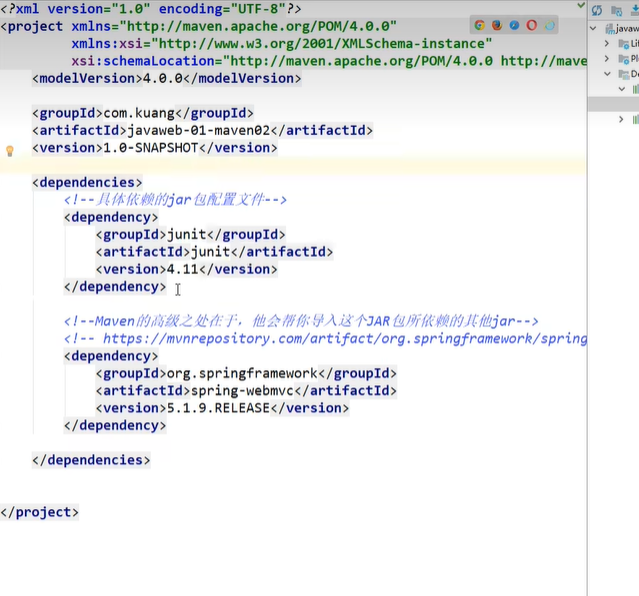 <?xml version="1.0" encoding="UTF-8"?>
<project xmlns="http://maven.apache.org/POM/4.0.0"
xmlns:xsi="http://www.w3.org/2001/XMLSchema-instance"
xsi:schemaLocation="http://maven.apache.org/POM/4.0.0 http://mave
<modelVersion>4.0.0</modelVersion>
<groupId>com.kuang</groupId>
<artifactId>javaweb-01-maven02</artifactId>
<version>1.0-SNAPSHOT</version>
<dependencies>
<!--具体依赖的jar包配置文件-->
<dependency>
<groupId>junit</groupId>
<artifactId>junit</artifactId>
<version>4.11</version>
</dependency>
<!--Maven的高级之处在于，他会帮你导入这个JAR包所依赖的其他jar-->
<!-- https://mvnrepository.com/artifact/org.springframework/spring
<dependency>
<groupId>org.springframework</groupId>
<artifactId>spring-webmvc</artifactId>
<version>5.1.9.RELEASE</version>
</dependency>
</dependencies>
</project>
javaw
Li
Pl
De